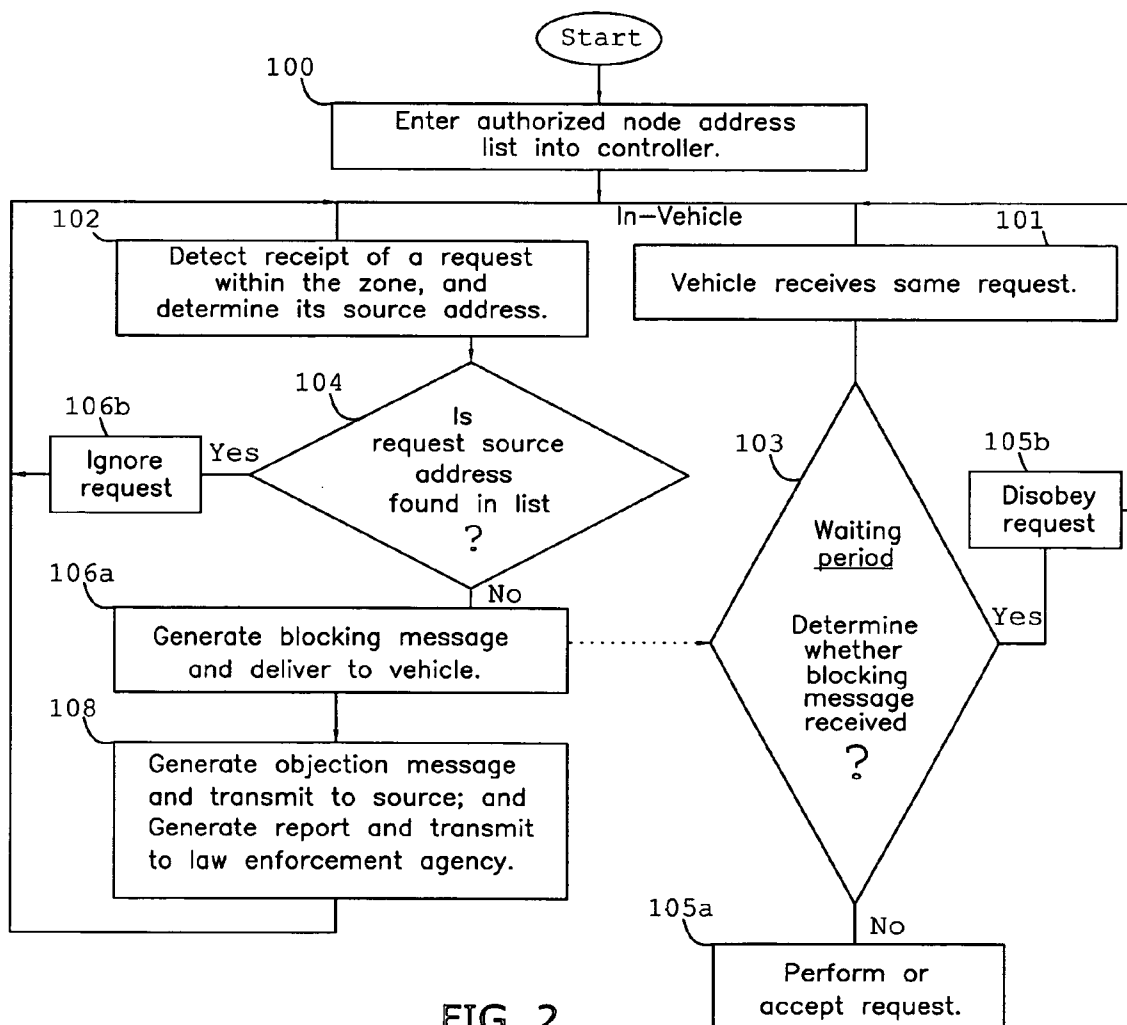 Start
100
Enter authorized node address
list into controller.
In-Vehicle
102
Detect receipt of a request
within the zone, and
determine its source address.
101
Vehicle receives same request.
104
Is
request source
address
found in list
?
Yes
106b
Ignore
request
No
106a
Generate blocking message
and deliver to vehicle.
108
Generate objection message
and transmit to source; and
Generate report and transmit
to law enforcement agency.
103
Waiting
period
Determine
whether
blocking
message
received
?
Yes
105b
Disobey
request
No
105a
Perform or
accept request.
FIG. 2